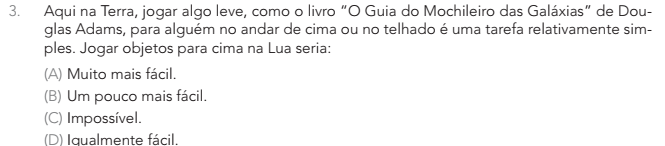 3. Aqui na Terra, jogar algo leve, como o livro “O Guia do Mochileiro das Galáxias” de Dou-
glas Adams, para alguém no andar de cima ou no telhado é uma tarefa relativamente sim-
ples. Jogar objetos para cima na Lua seria:
(A) Muito mais fácil.
(B) Um pouco mais fácil.
(C) Impossível.
(D) Igualmente fácil.